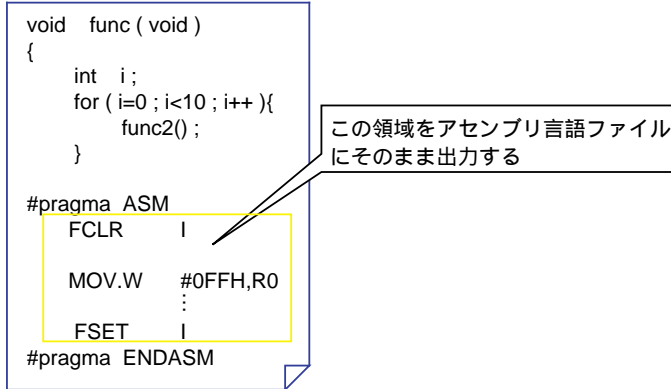 void func ( void )
{
int i ;
for ( i=0 ; i<10 ; i++ ){
func2() ;
}
この領域をアセンブリ言語ファイル
にそのまま出力する
#pragma ASM
FCLR I
MOV.W #0FFH,R0
⋮
FSET I
#pragma ENDASM